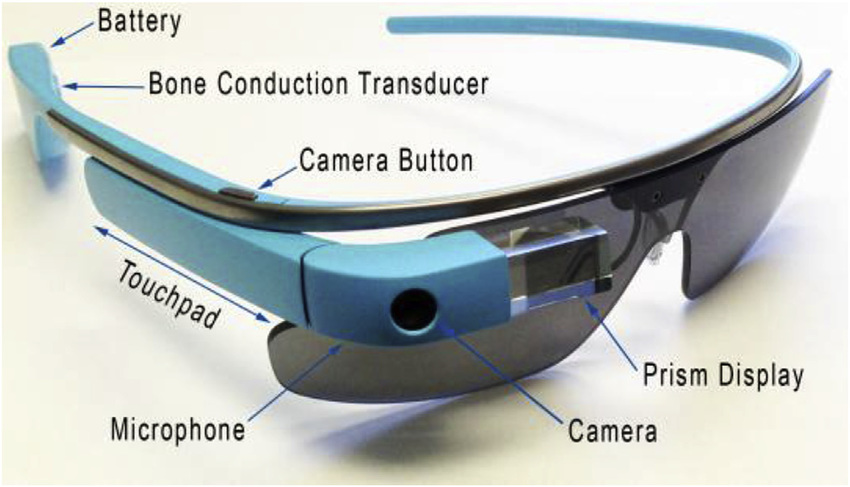 Battery
Bone Conduction Transducer
Camera Button
Touchpad
Prism Display
Microphone
Camera